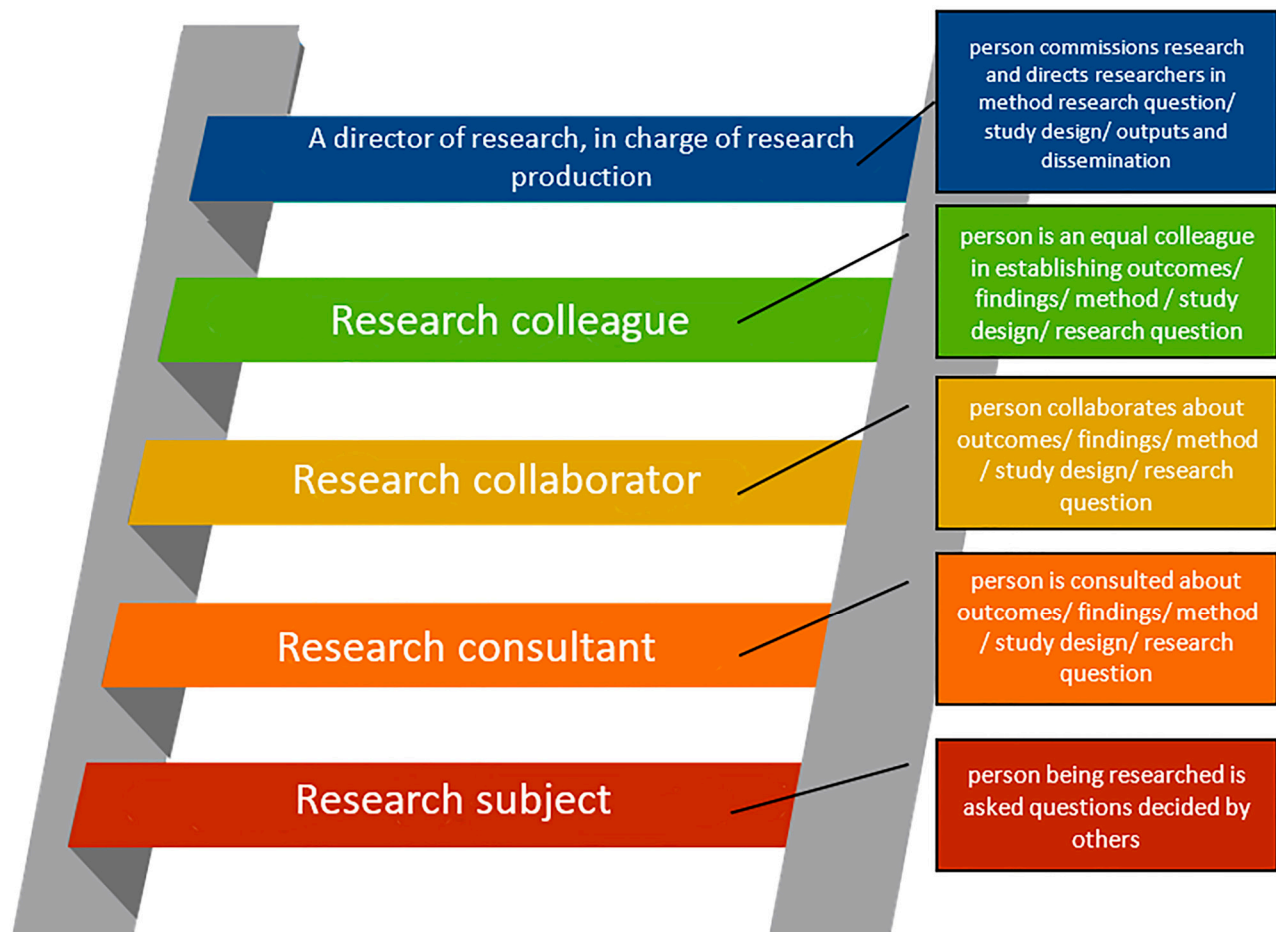 A director of research, in charge of research
production
person commissions research
and directs researchers in
method research question/
study design/ outputs and
dissemination
Research colleague
person is an equal colleague
in establishing outcomes/
findings/ method / study
design/ research question
Research collaborator
person collaborates about
outcomes/ findings/ method
/ study design/ research
question
Research consultant
person is consulted about
outcomes/ findings/ method
/ study design/ research
question
Research subject
person being researched is
asked questions decided by
others